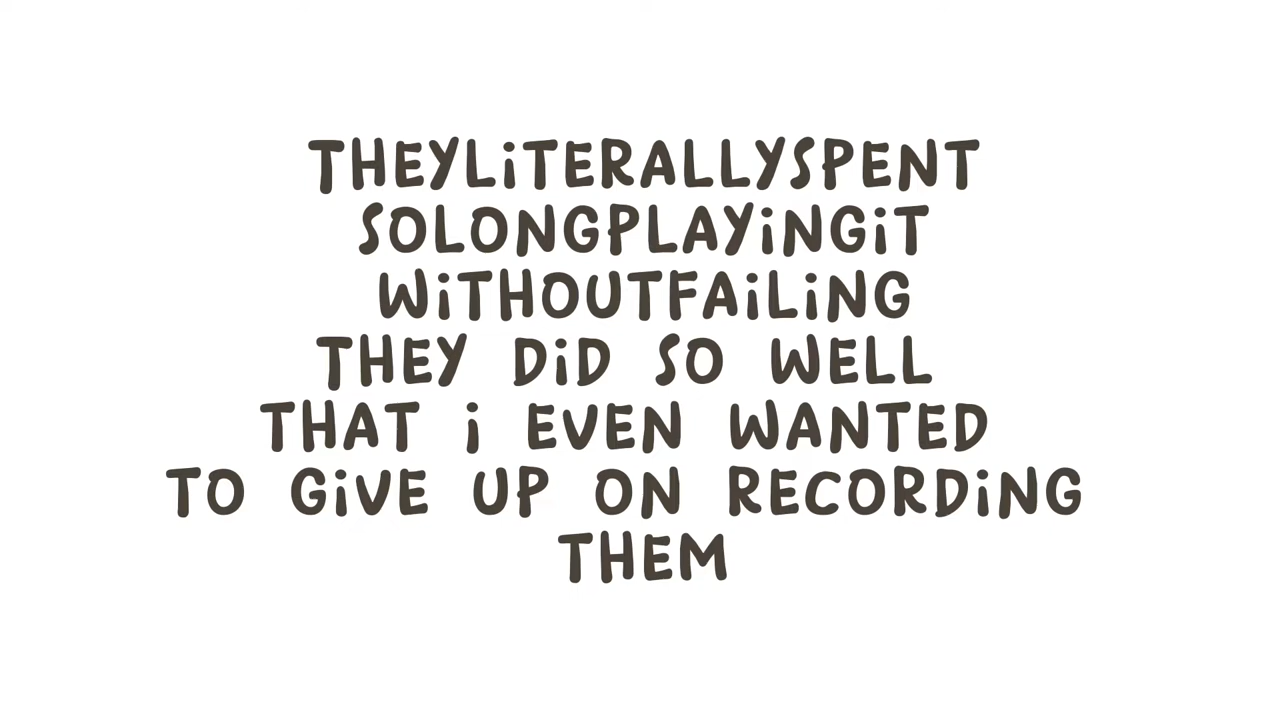 THEYLiTERALLYSPENT
SOLONGPLAYiNGiT
WiTHOUTFAiLiNG
THEY DiD SO WELL
THAT i EVEN WANTED
TO GiVE UP ON RECORDiNG
THEM